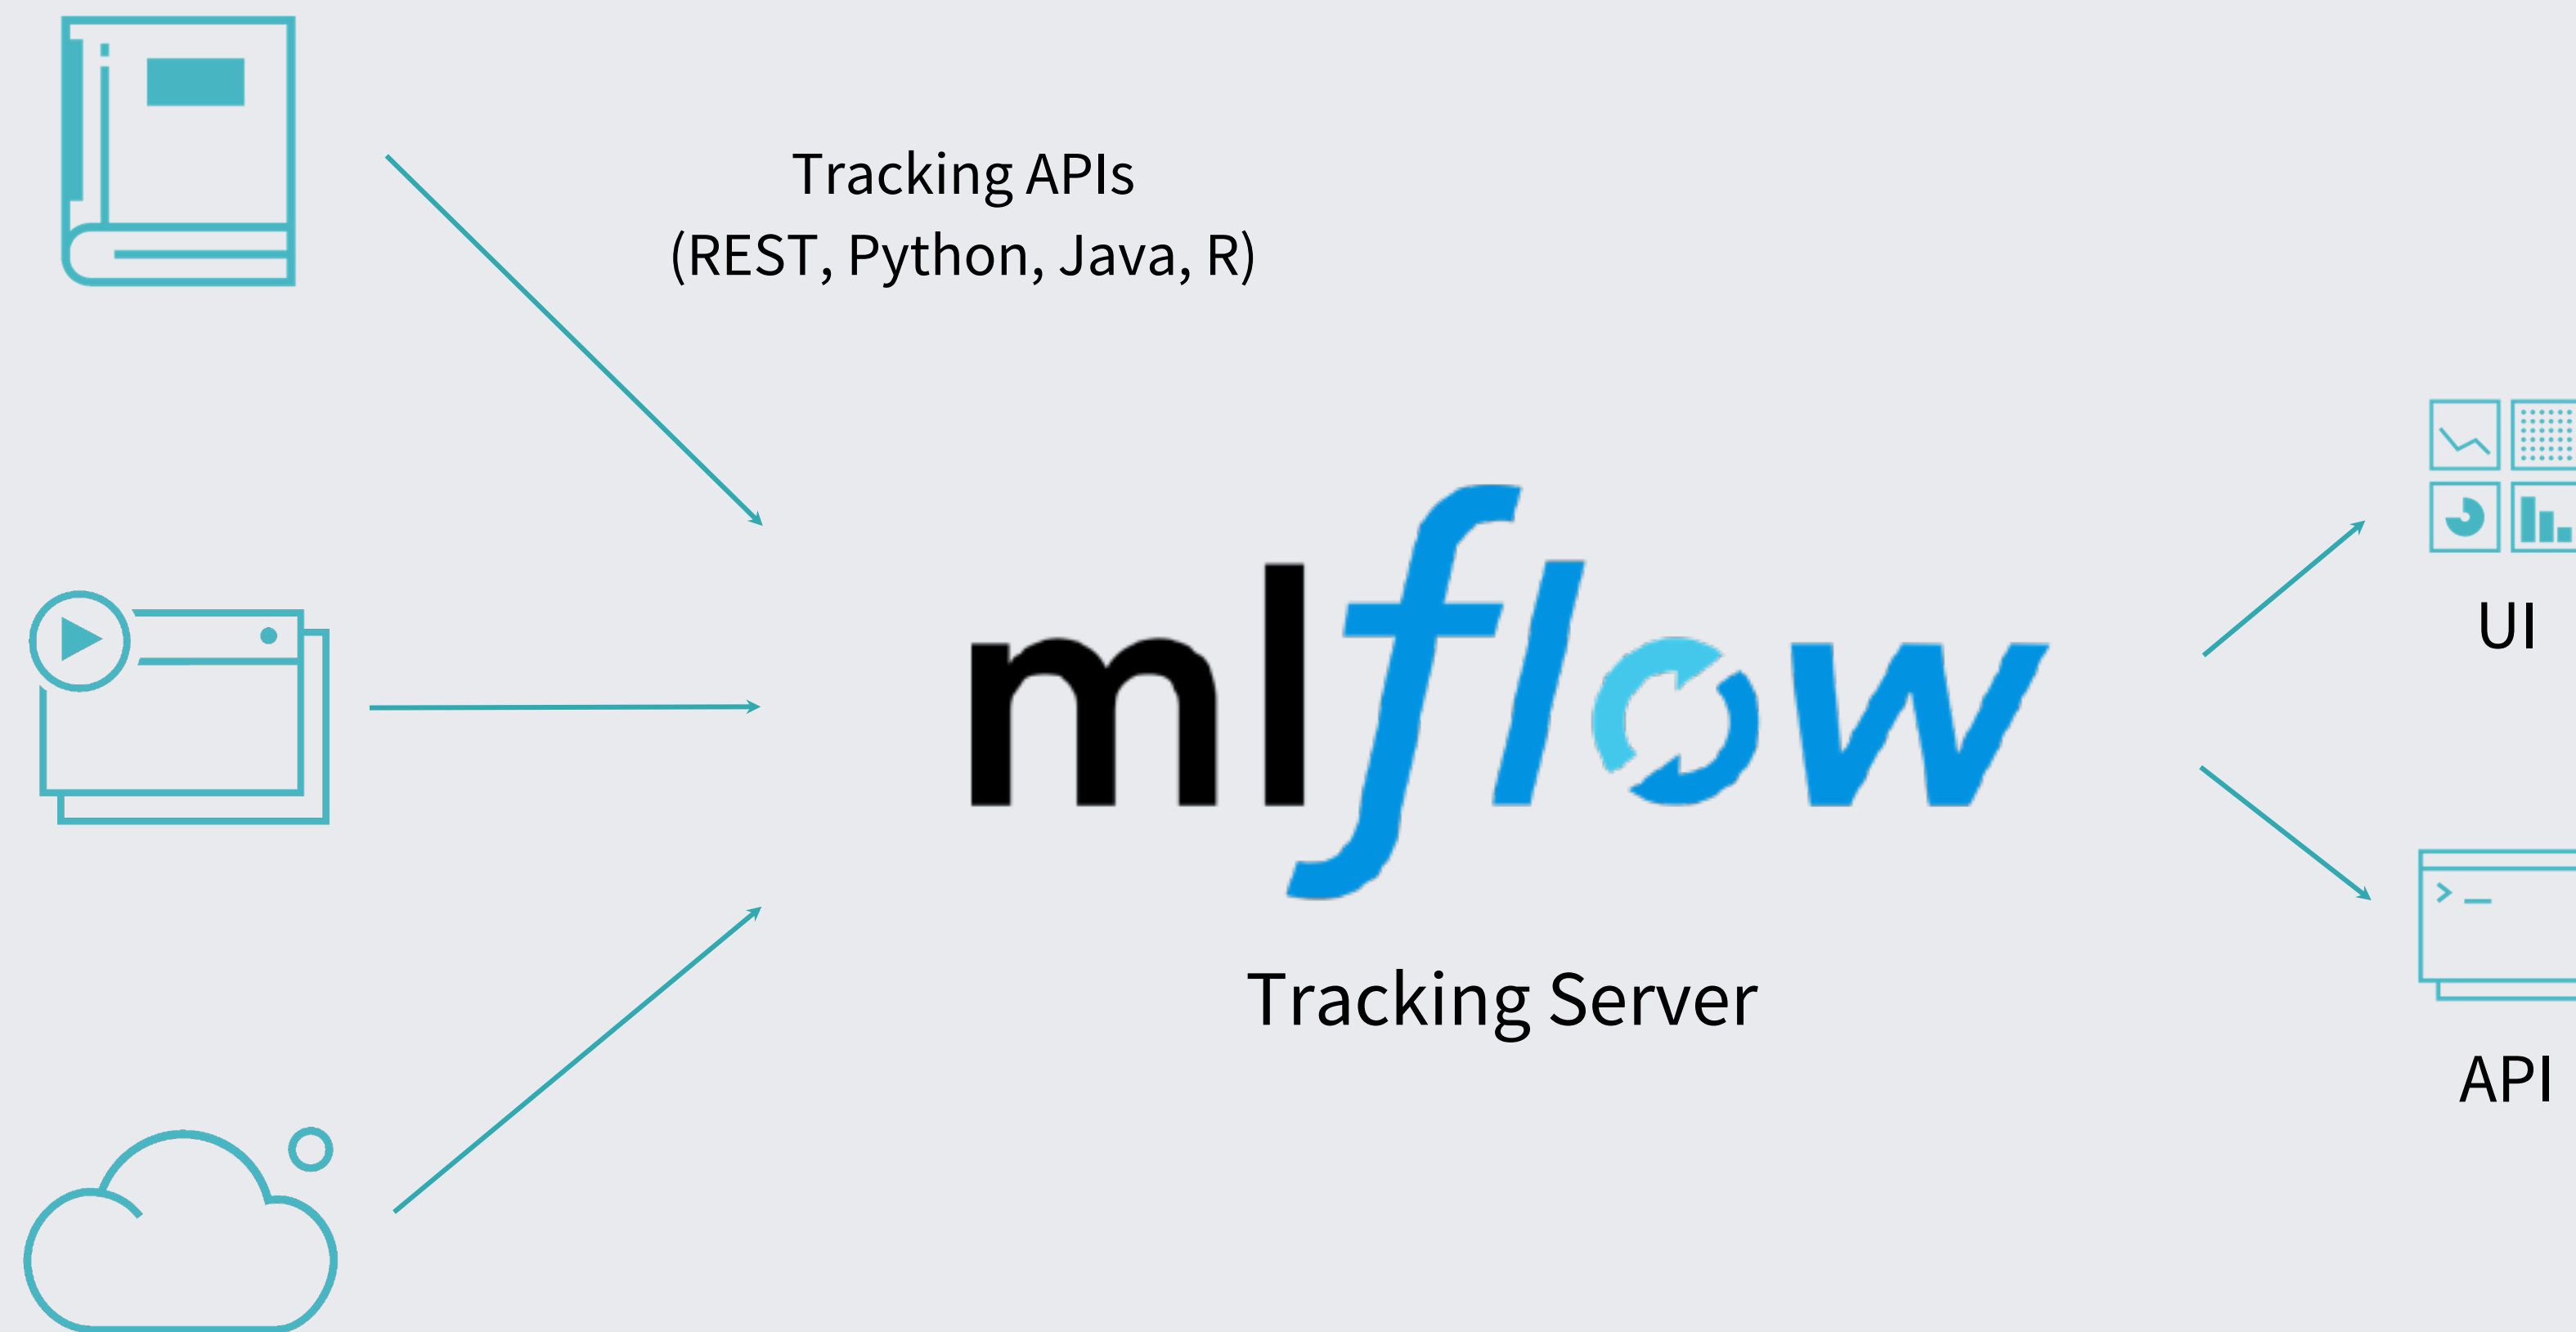 Tracking APIs
(REST, Python, Java, R)
mlflow
UI
Tracking Server
API